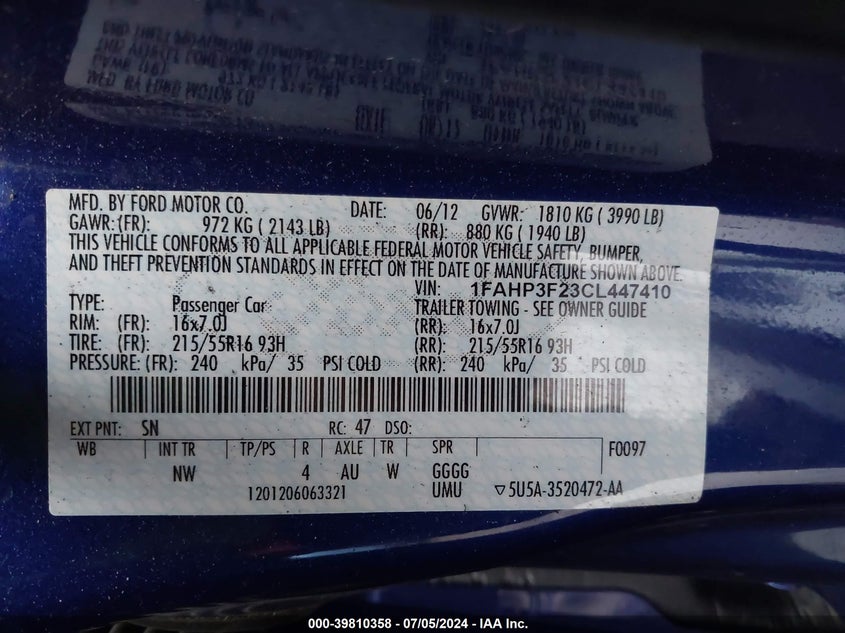 MFD. BY FORD MOTOR CO. DATE: 06/12 GVWR: 1810 KG ( 3990 LB)
GAWR: (FR): 972 KG ( 2143 LB) (RR): 880 KG ( 1940 LB)
THIS VEHICLE CONFORMS TO ALL APPLICABLE FEDERAL MOTOR VEHICLE SAFETY, BUMPER,
AND THEFT PREVENTION STANDARDS IN EFFECT ON THE DATE OF MANUFACTURE SHOWN ABOVE.
VIN: 1FAHP3F23CL447410
TYPE: Passenger Car TRAILER TOWING - SEE OWNER GUIDE
RIM: (FR): 16x7.0J (RR): 16x7.0J
TIRE: (FR): 215/55R16 93H (RR): 215/55R16 93H
PRESSURE: (FR): 240 kPa/ 35 PSI COLD (RR): 240 kPa/ 35 PSI COLD
EXT PNT: SN RC: 47 DSO:
WB INT TR TP/PS R AXLE TR SPR F0097
NW 4 AU W GGGG
1201206063321 UMU ▽5U5A-3520472-AA
000-39810358 - 07/05/2024 - IAA Inc.